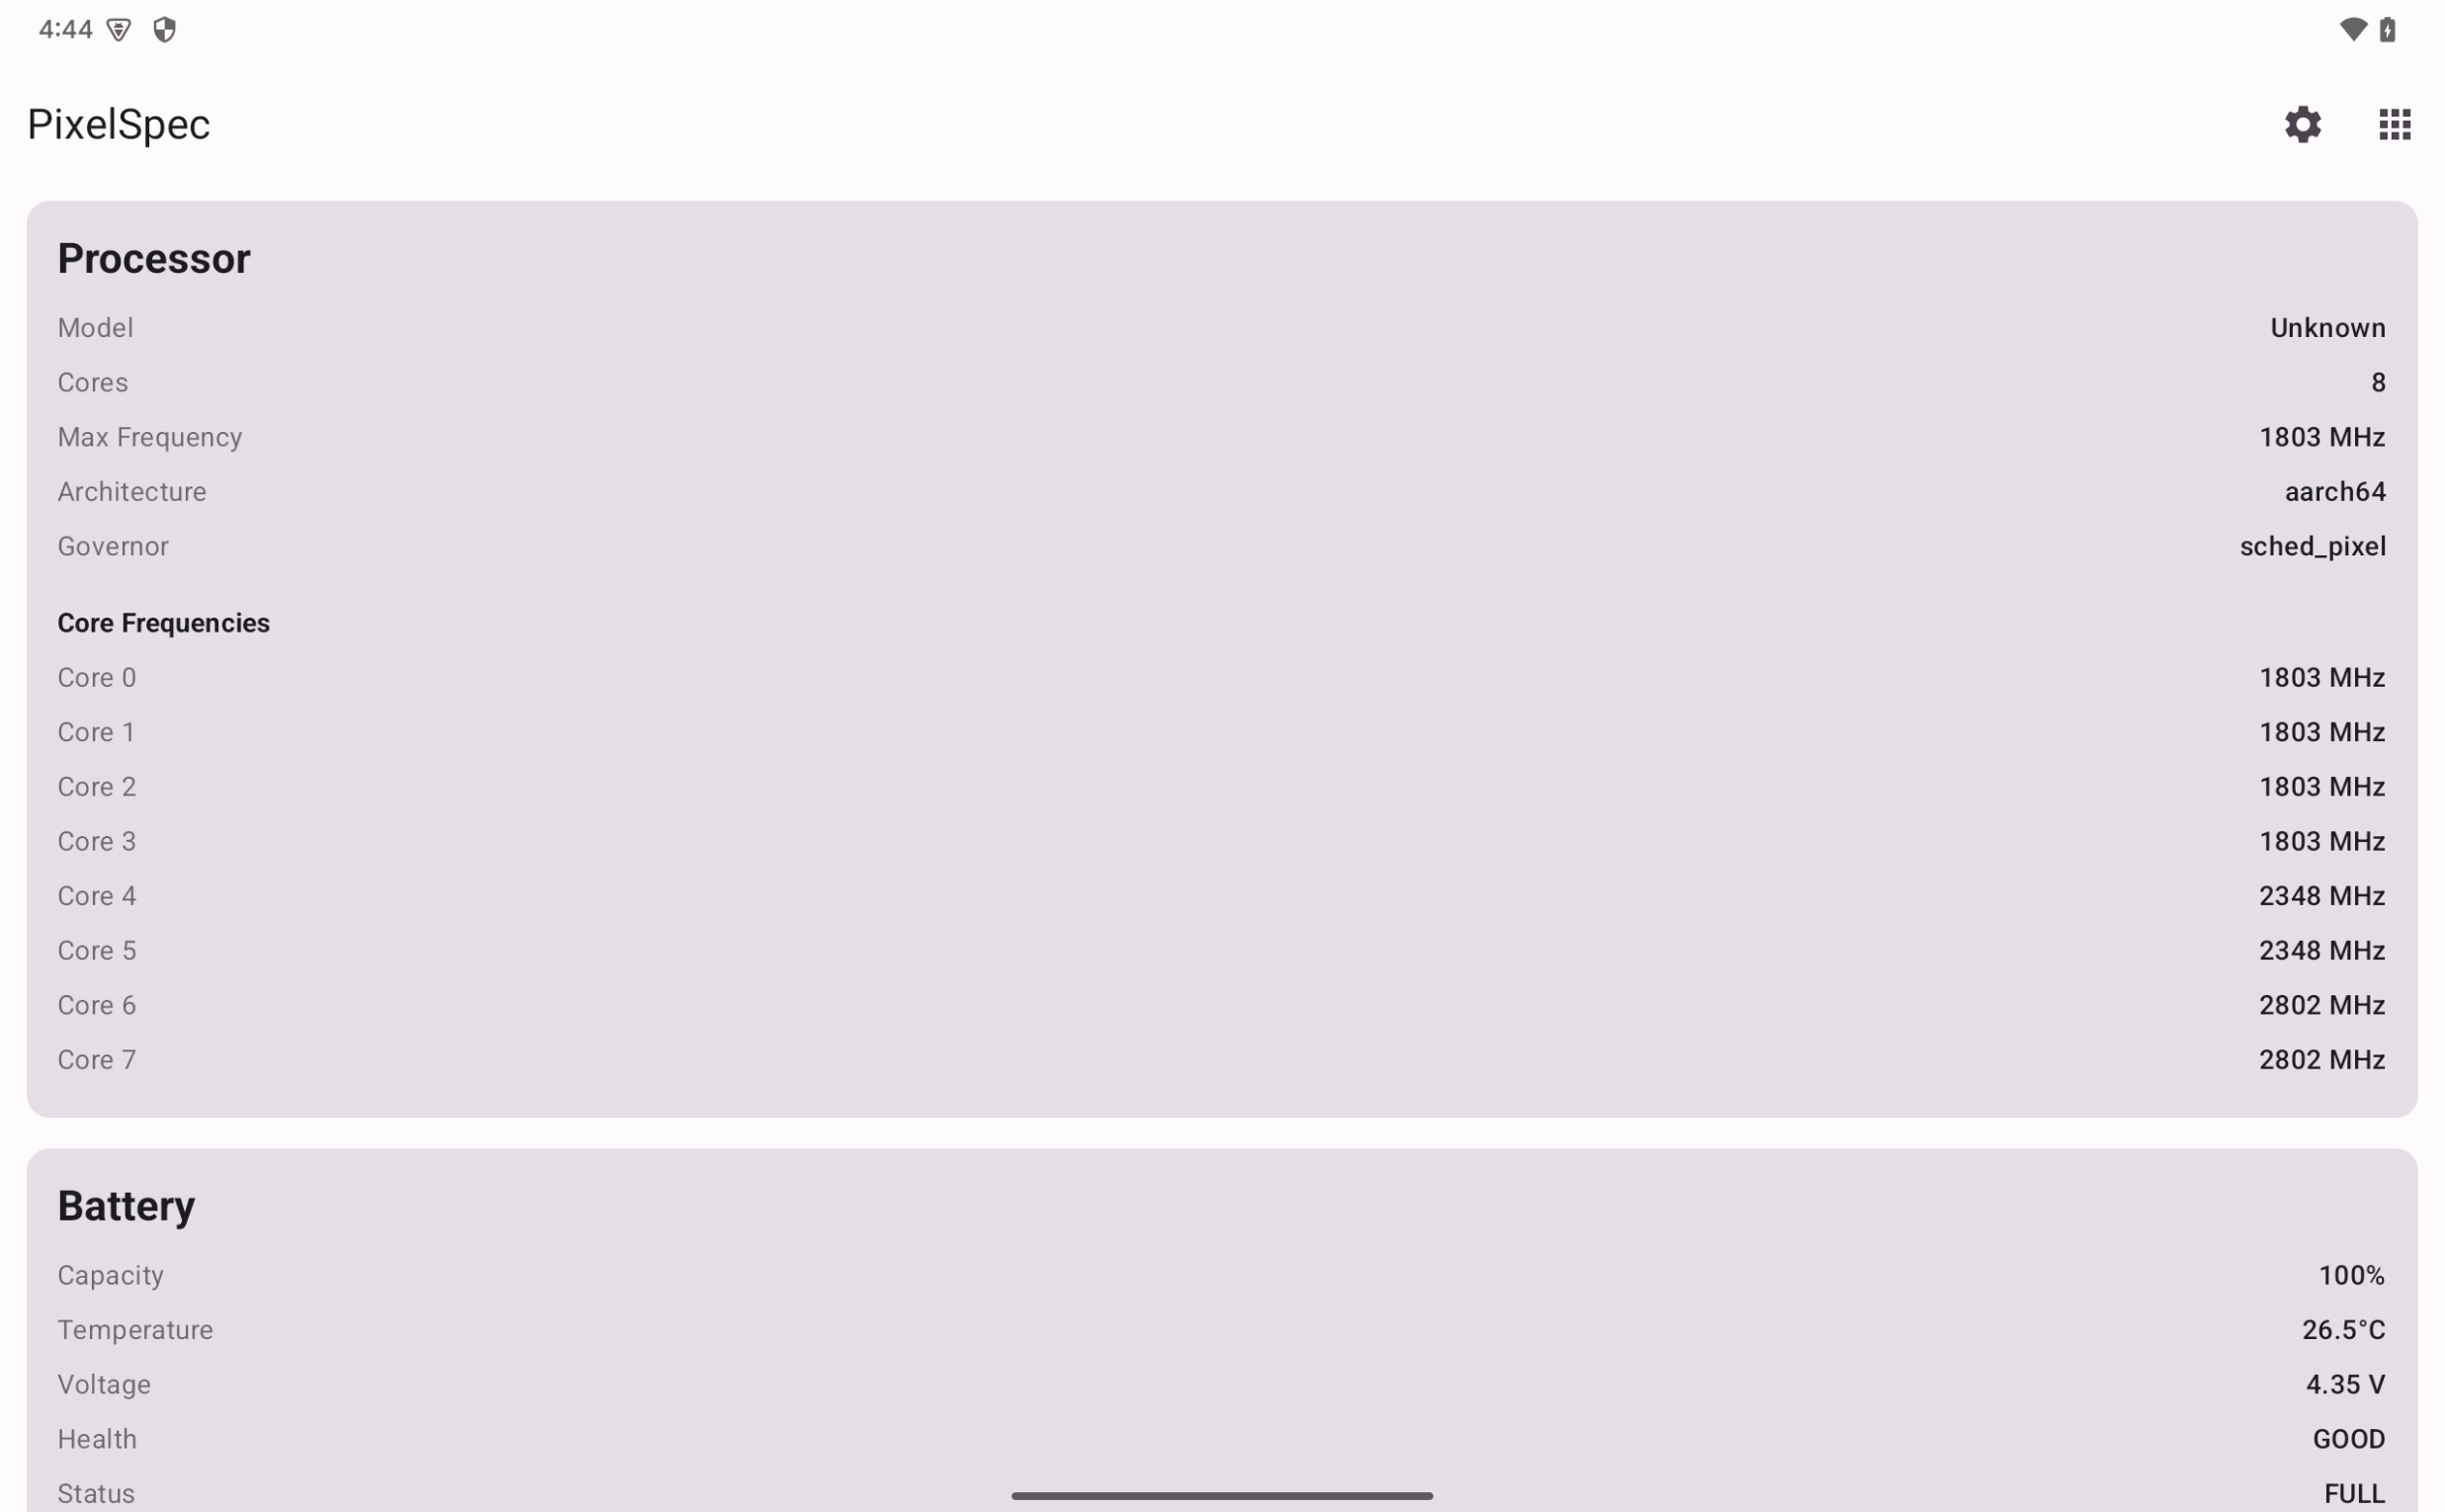 4:44
PixelSpec
Processor
Model Unknown
Cores 8
Max Frequency 1803 MHz
Architecture aarch64
Governor sched_pixel
Core Frequencies
Core 0 1803 MHz
Core 1 1803 MHz
Core 2 1803 MHz
Core 3 1803 MHz
Core 4 2348 MHz
Core 5 2348 MHz
Core 6 2802 MHz
Core 7 2802 MHz
Battery
Capacity 100%
Temperature 26.5°C
Voltage 4.35 V
Health GOOD
Status FULL